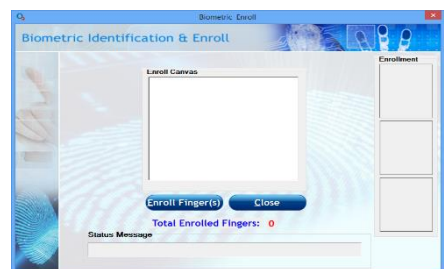 Biometric Enroll
Biometric Identification & Enroll
Enrollment
Enroll Canvas
Enroll Finger(s) Close
Total Enrolled Fingers: 0
Status Message